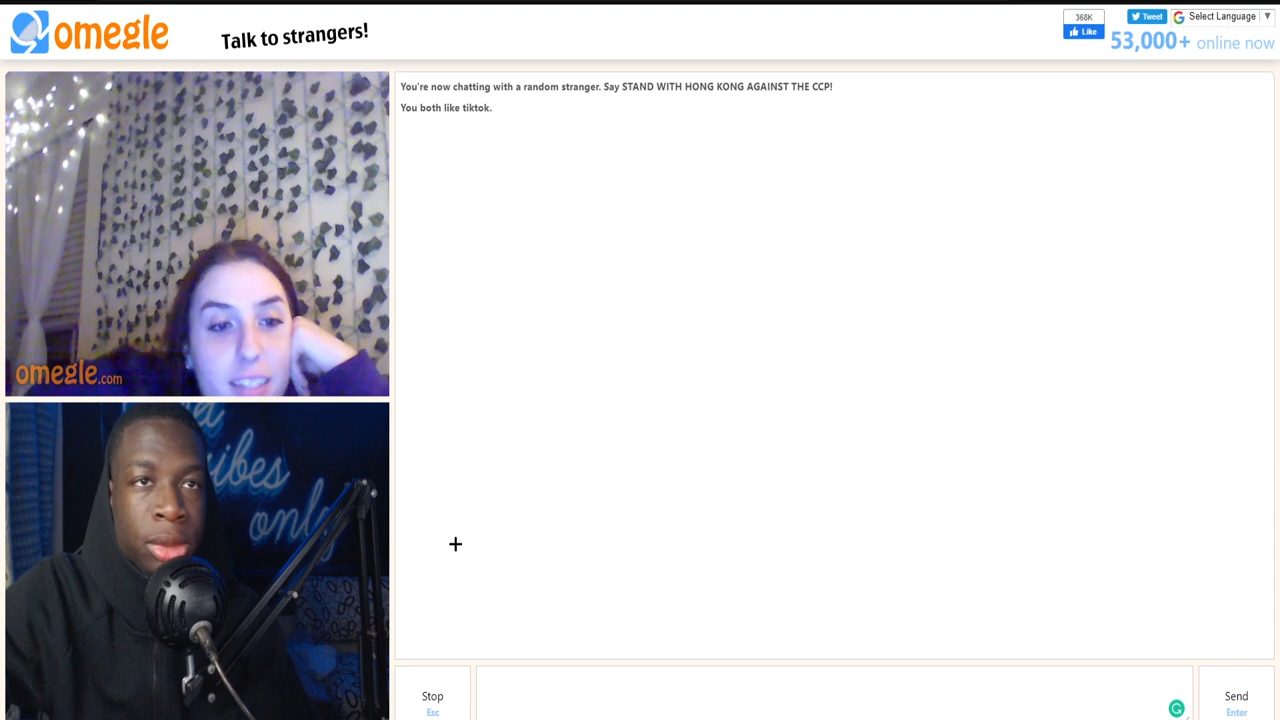 omegle
Talk to strangers!
368K
Like
Tweet
G Select Language ▼
53,000+ online now
You're now chatting with a random stranger. Say STAND WITH HONG KONG AGAINST THE CCP!
You both like tiktok.
omegle.com
vibes
only
Stop
Esc
Send
Enter